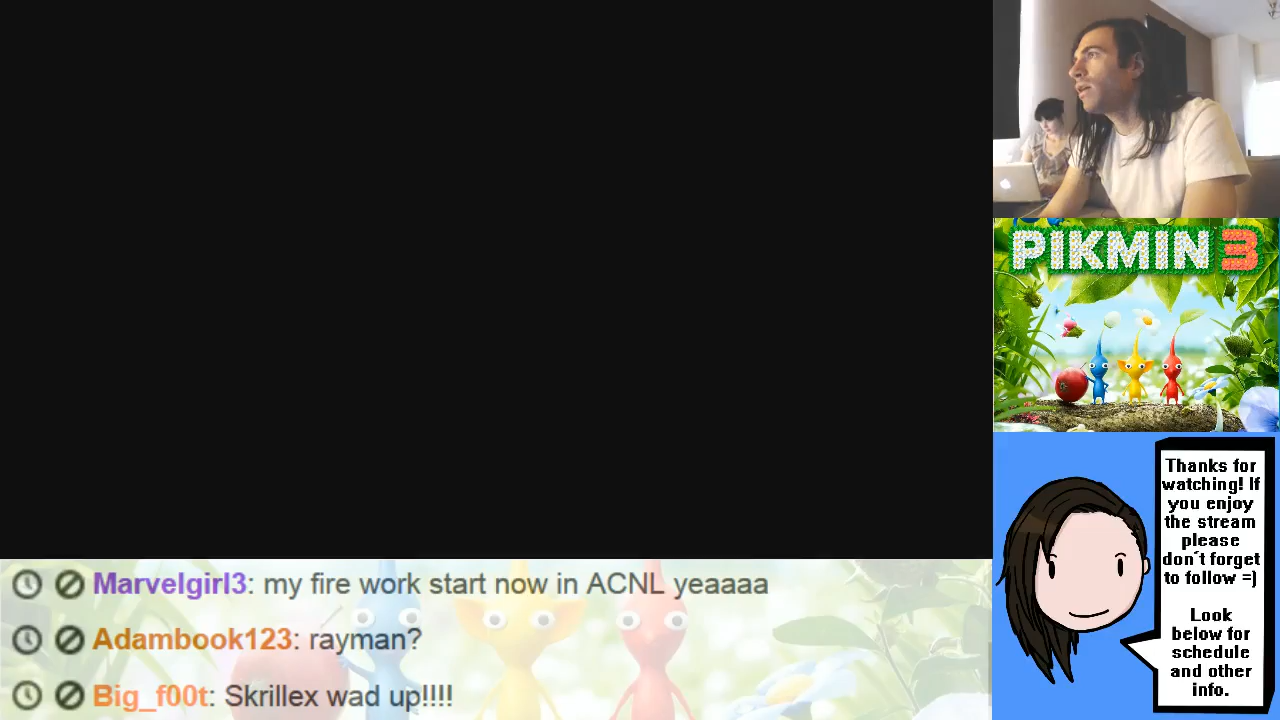 PIKMIN 3
Thanks for
watching! If
you enjoy
the stream
please
don´t forget
to follow =)
Look
below for
schedule
and other
info.
Marvelgirl3: my fire work start now in ACNL yeaaaa
Adambook123: rayman?
Big_f00t: Skrillex wad up!!!!